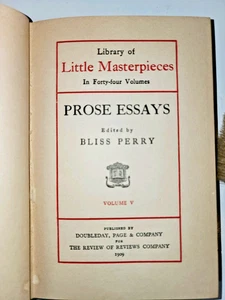 Library of
Little Masterpieces
In Forty-four Volumes
PROSE ESSAYS
Edited by
BLISS PERRY
VOLUME V
PUBLISHED BY
DOUBLEDAY, PAGE & COMPANY
FOR
THE REVIEW OF REVIEWS COMPANY
1909